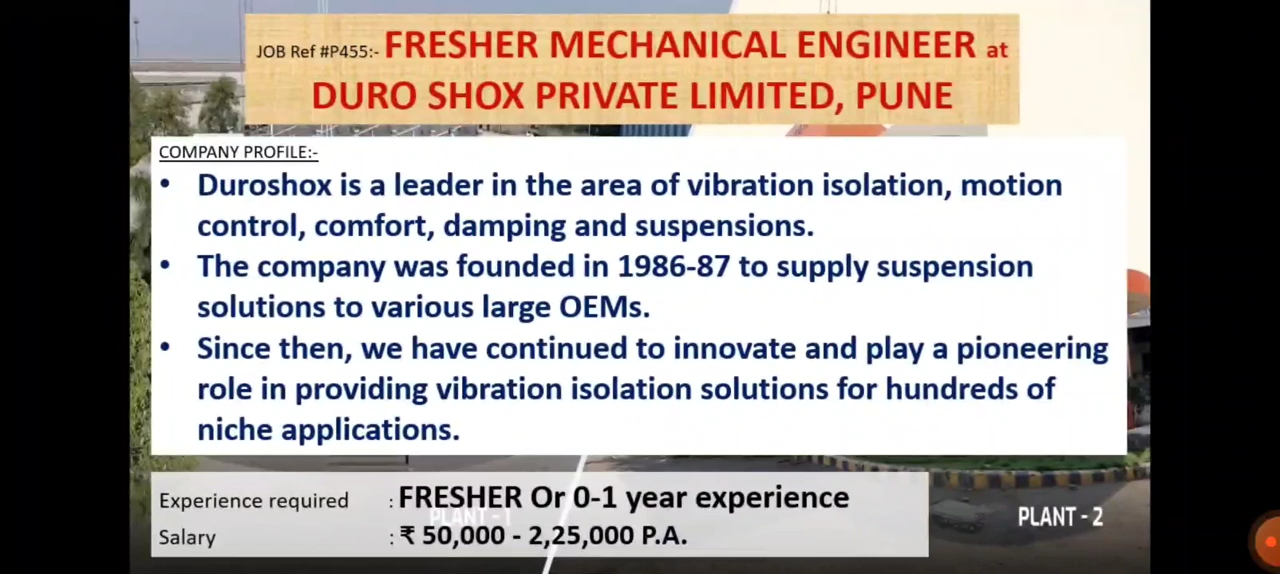 JOB Ref #P455:- FRESHER MECHANICAL ENGINEER at
DURO SHOX PRIVATE LIMITED, PUNE
COMPANY PROFILE:-
• Duroshox is a leader in the area of vibration isolation, motion
control, comfort, damping and suspensions.
• The company was founded in 1986-87 to supply suspension
solutions to various large OEMs.
• Since then, we have continued to innovate and play a pioneering
role in providing vibration isolation solutions for hundreds of
niche applications.
Experience required : FRESHER Or 0-1 year experience
PLANT - 1
PLANT - 2
Salary : ₹ 50,000 - 2,25,000 P.A.